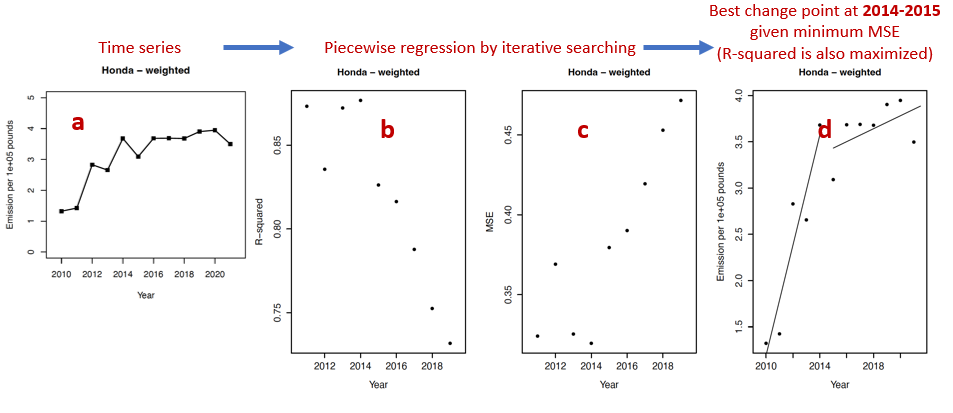 Best change point at 2014-2015
given minimum MSE
(R-squared is also maximized)
Time series
Piecewise regression by iterative searching
Honda – weighted
Honda – weighted
Honda – weighted
Honda – weighted
a
b
c
d
Emission per 1e+05 pounds
5
4
3
2
1
0
2010 2012 2014 2016 2018 2020
Year
R−squared
0.85
0.80
0.75
2012 2014 2016 2018
Year
MSE
0.45
0.40
0.35
2012 2014 2016 2018
Year
Emission per 1e+05 pounds
4.0
3.5
3.0
2.5
2.0
1.5
2010 2014 2018
Year